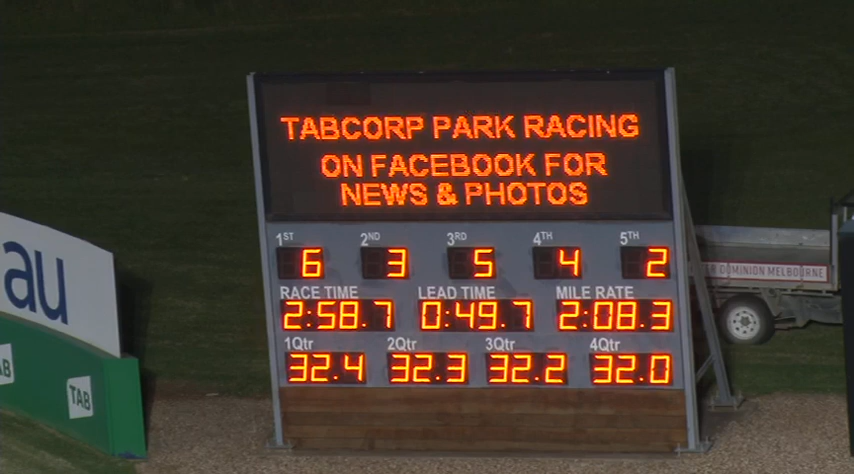 TABCORP PARK RACING
ON FACEBOOK FOR
NEWS & PHOTOS
1ST 2ND 3RD 4TH 5TH
6 3 5 4 2
RACE TIME LEAD TIME MILE RATE
2:58.7 0:49.7 2:08.3
1Qtr 2Qtr 3Qtr 4Qtr
32.4 32.3 32.2 32.0
au
TAB
DOMINION MELBOURNE